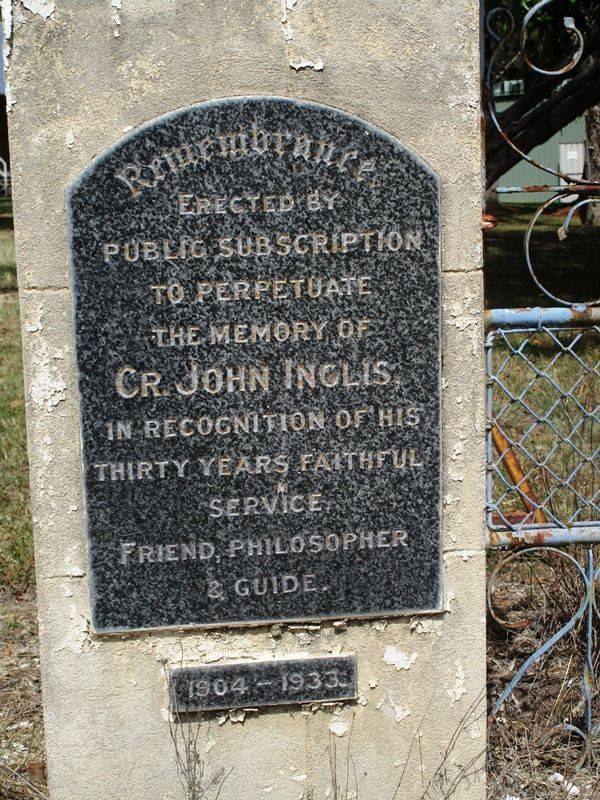 Remembrance.
ERECTED BY
PUBLIC SUBSCRIPTION
TO PERPETUATE
THE MEMORY OF
CR. JOHN INGLIS.
IN RECOGNITION OF HIS
THIRTY YEARS FAITHFUL
SERVICE.
FRIEND, PHILOSOPHER
& GUIDE.
1904 - 1933.